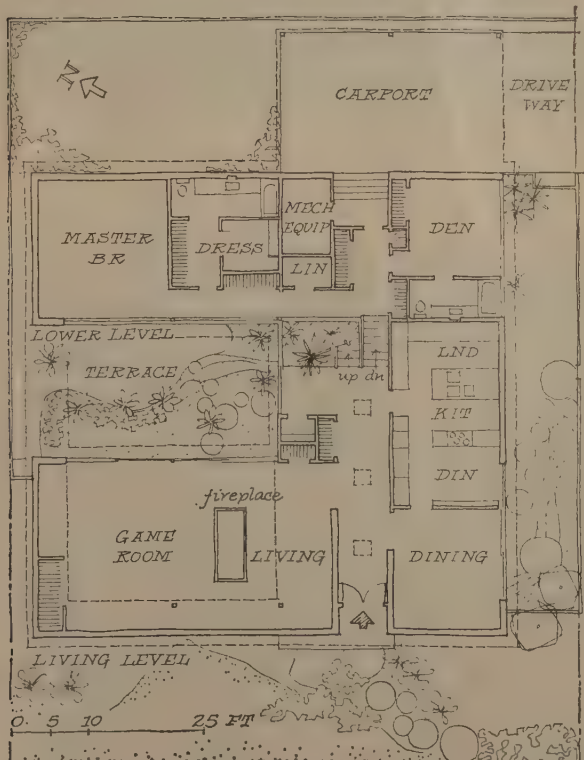 N
CARPORT
DRIVE
WAY
MASTER
BR
DRESS
MECH
EQUIP
LIN
DEN
LOWER LEVEL
TERRACE
up dn
LND
KIT
DIN
fireplace
GAME
ROOM
LIVING
DINING
LIVING LEVEL
0 5 10 25 FT